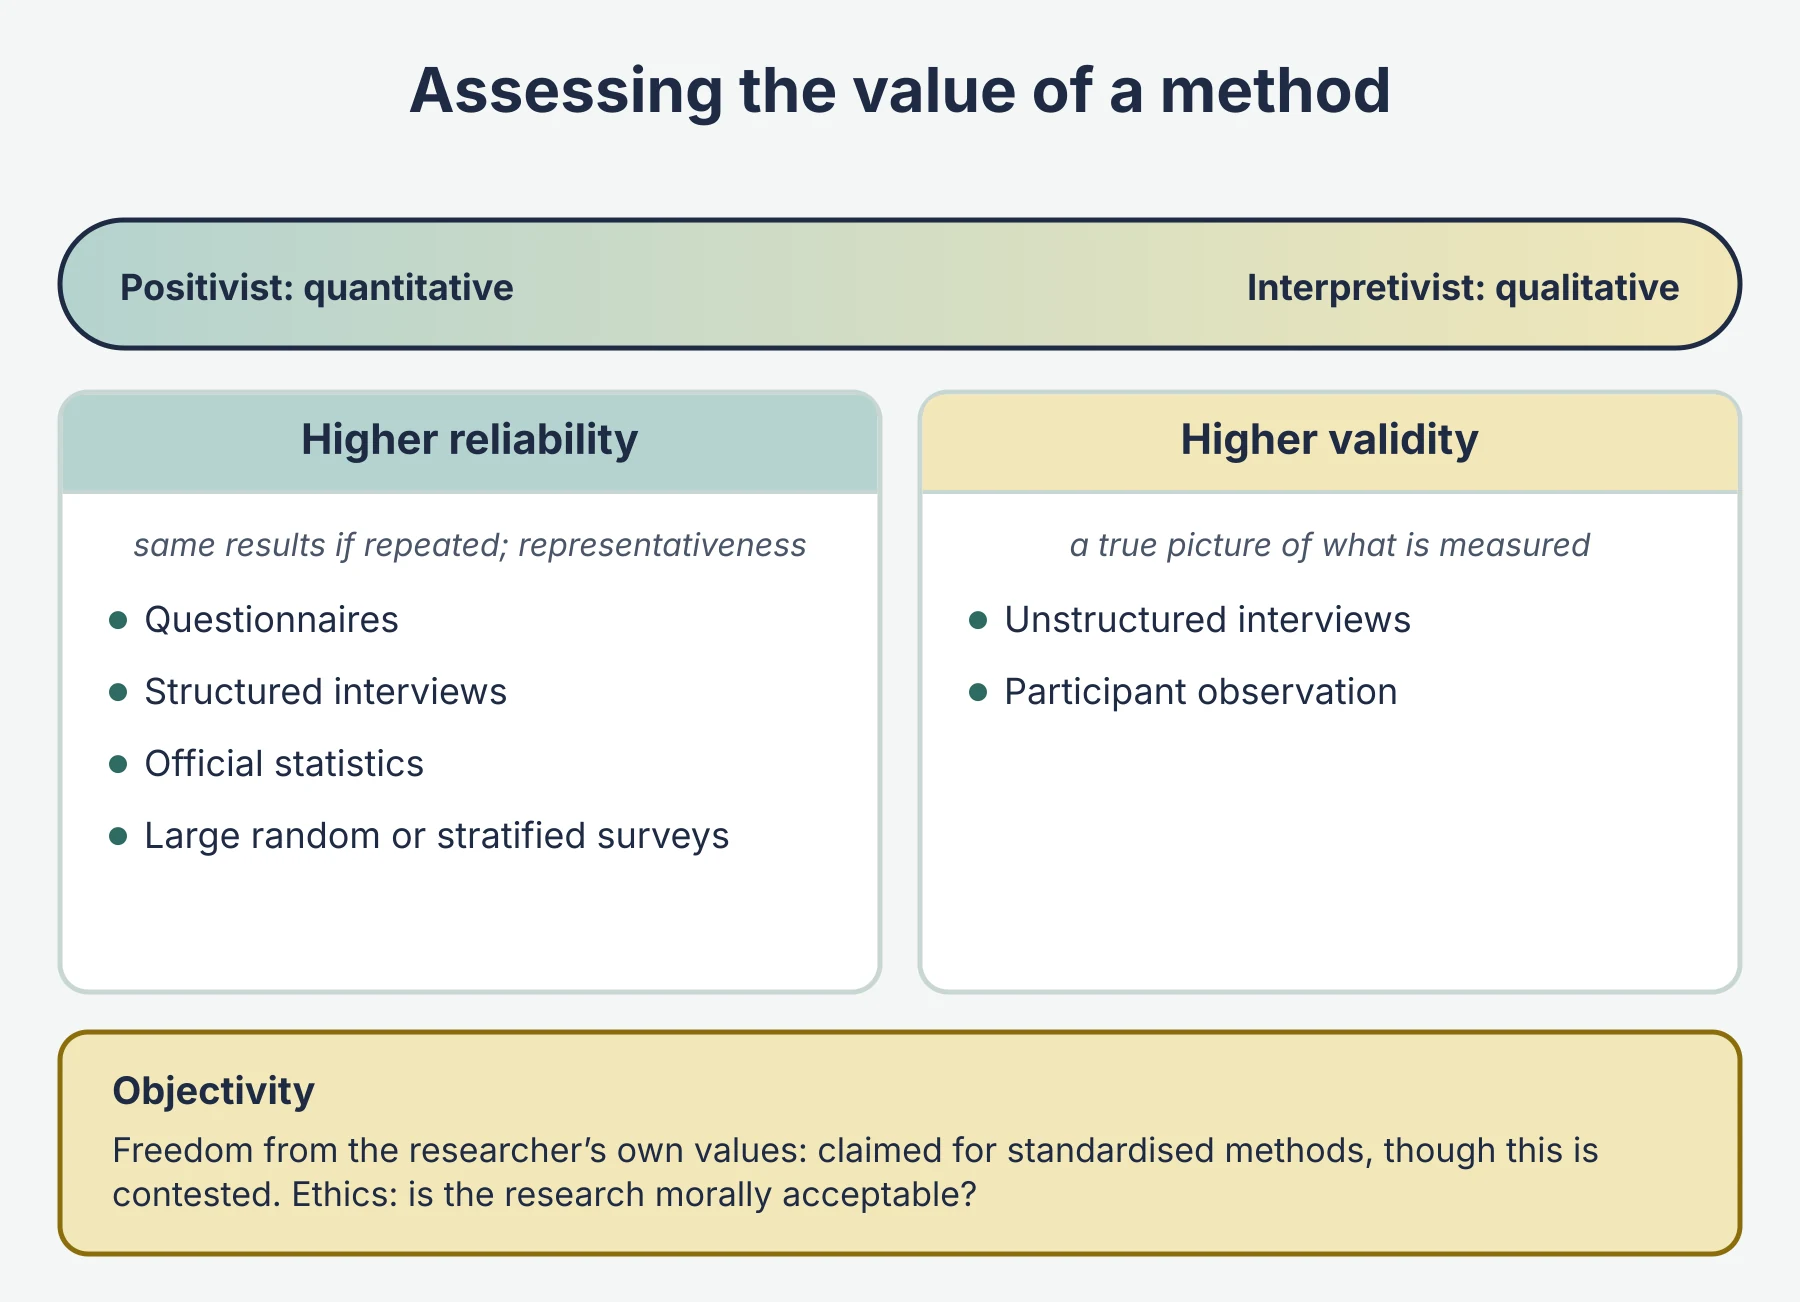 Assessing the value of a method
Positivist: quantitative
Interpretivist: qualitative
Higher reliability
same results if repeated; representativeness
Questionnaires
Structured interviews
Official statistics
Large random or stratified surveys
Higher validity
a true picture of what is measured
Unstructured interviews
Participant observation
Objectivity
Freedom from the researcher’s own values: claimed for standardised methods, though this is
contested. Ethics: is the research morally acceptable?